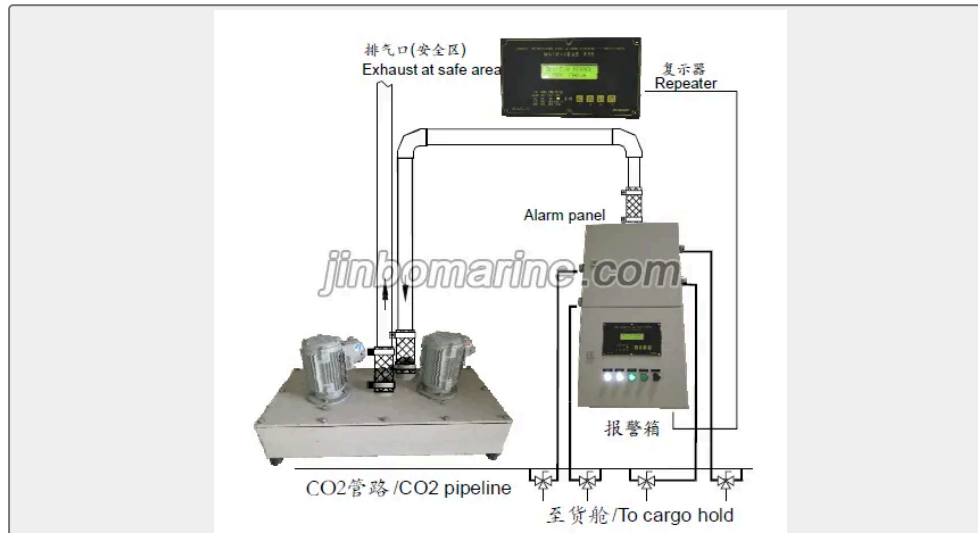 排气口(安全区)
Exhaust at safe area
复示器
Repeater
Alarm panel
jinbomarine.com
报警箱
CO2管路/CO2 pipeline
至货舱/To cargo hold